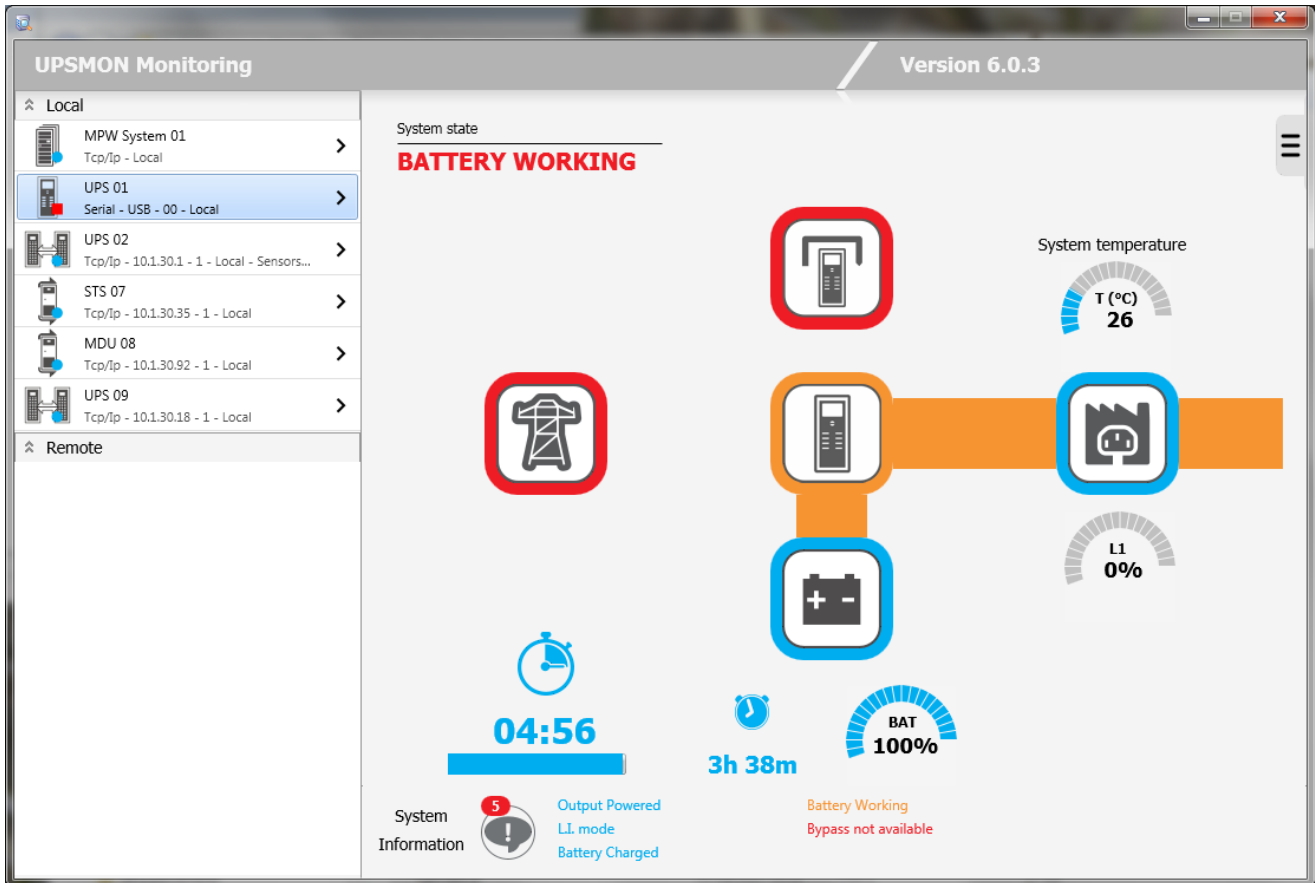 UPSMON Monitoring
Version 6.0.3
Local
MPW System 01
Tcp/Ip - Local
UPS 01
Serial - USB - 00 - Local
UPS 02
Tcp/Ip - 10.1.30.1 - 1 - Local - Sensors...
STS 07
Tcp/Ip - 10.1.30.35 - 1 - Local
MDU 08
Tcp/Ip - 10.1.30.92 - 1 - Local
UPS 09
Tcp/Ip - 10.1.30.18 - 1 - Local
Remote
System state
BATTERY WORKING
System temperature
T (°C)
26
L1
0%
04:56
3h 38m
BAT
100%
System
Information
5
Output Powered
L.I. mode
Battery Charged
Battery Working
Bypass not available